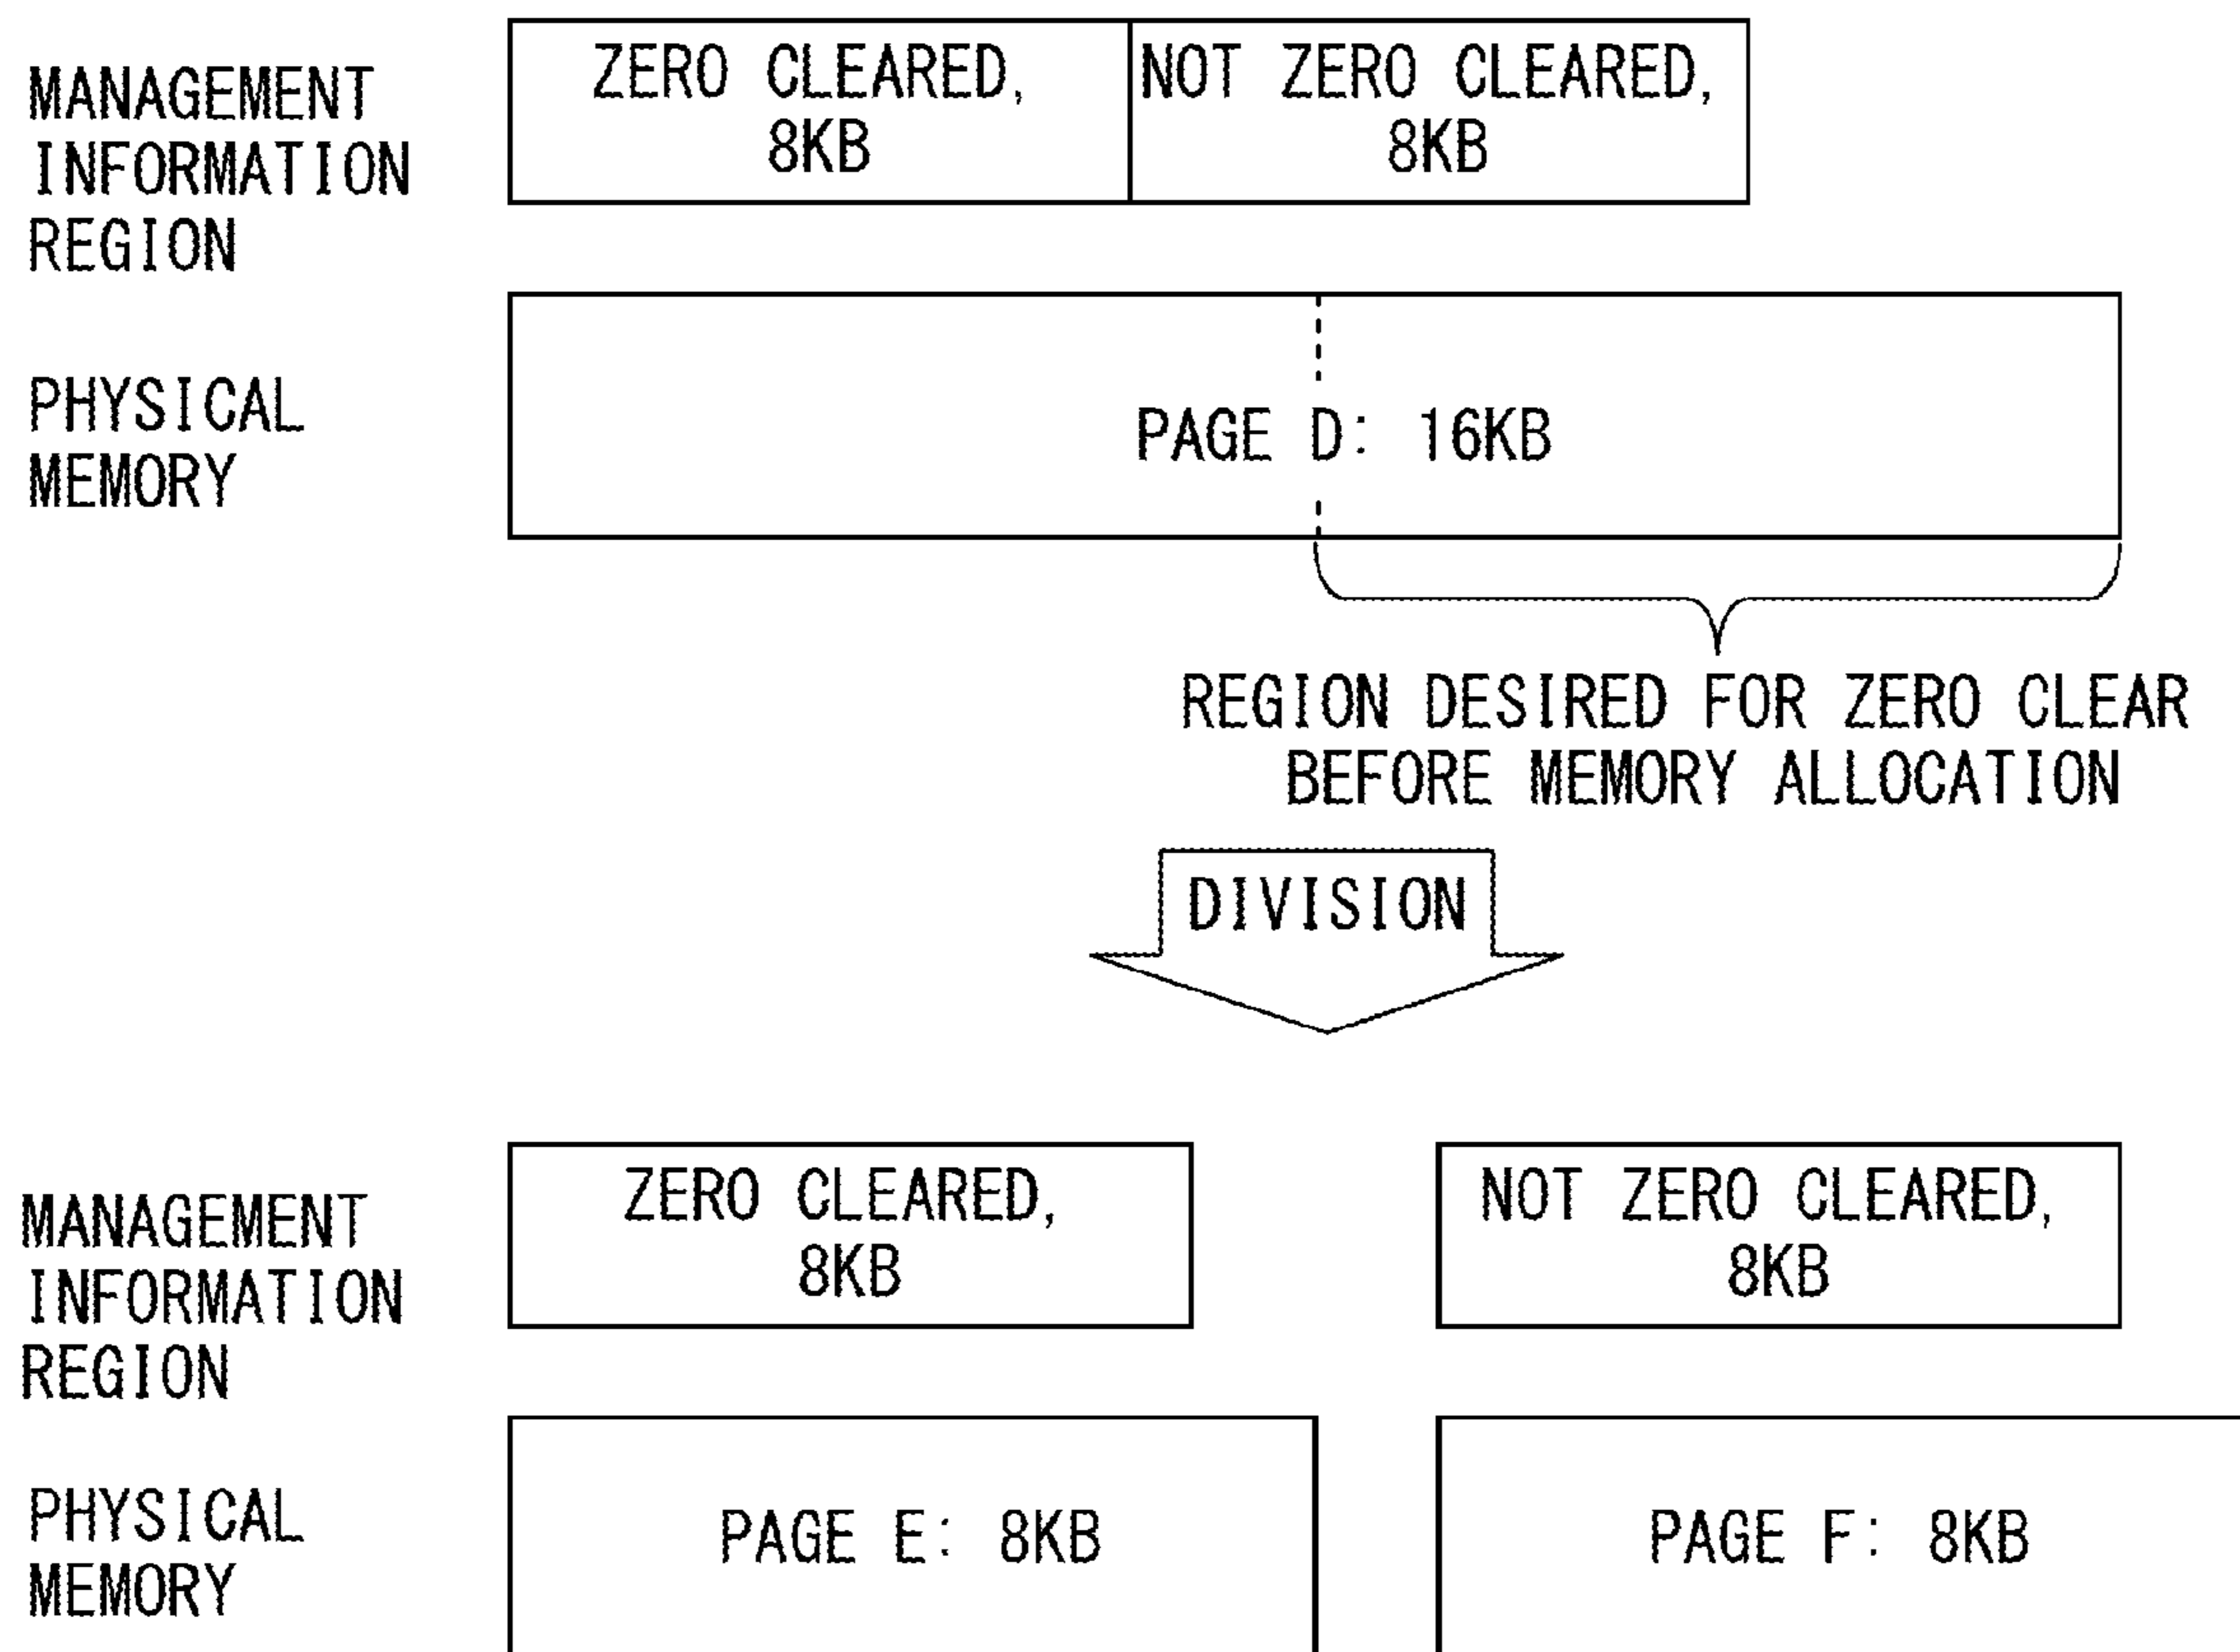 MANAGEMENT
INFORMATION
REGION
ZERO CLEARED,
8KB
NOT ZERO CLEARED,
8KB
PHYSICAL
MEMORY
PAGE D: 16KB
REGION DESIRED FOR ZERO CLEAR
BEFORE MEMORY ALLOCATION
DIVISION
MANAGEMENT
INFORMATION
REGION
ZERO CLEARED,
8KB
NOT ZERO CLEARED,
8KB
PHYSICAL
MEMORY
PAGE E: 8KB
PAGE F: 8KB